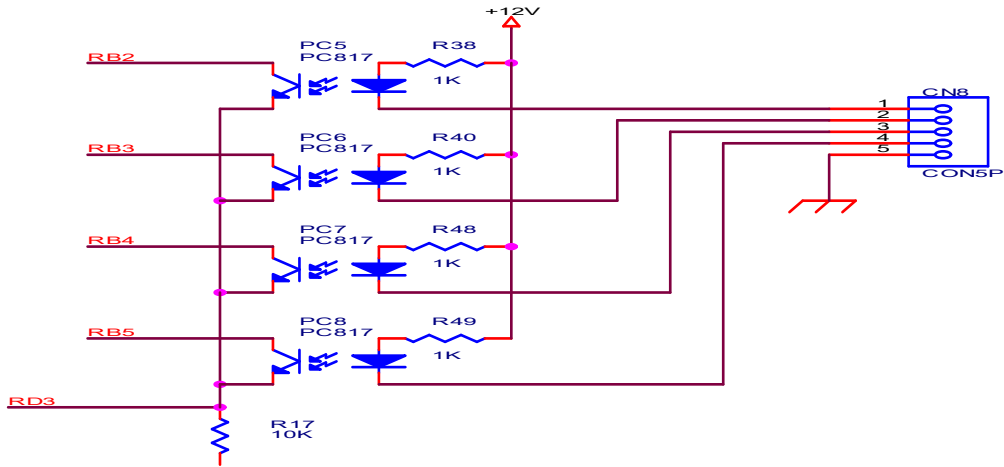 +12V
PC5
PC817
R38
1K
RB2
CN8
1
2
3
4
5
CON5P
PC6
PC817
R40
1K
RB3
PC7
PC817
R48
1K
RB4
PC8
PC817
R49
1K
RB5
RD3
R17
10K